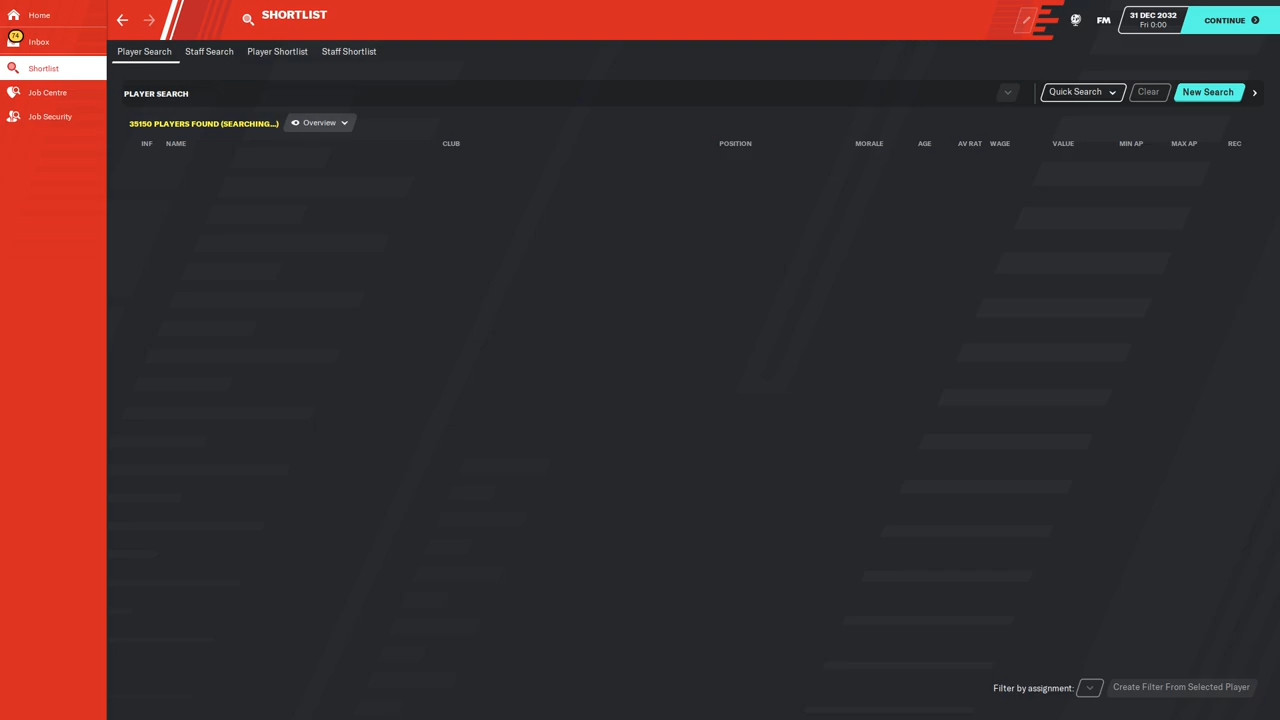 Home
74
Inbox
Shortlist
Job Centre
Job Security
SHORTLIST
FM
31 DEC 2032
Fri 0:00
CONTINUE
Player Search
Staff Search
Player Shortlist
Staff Shortlist
PLAYER SEARCH
Quick Search
Clear
New Search
35150 PLAYERS FOUND (SEARCHING...)
Overview
INF NAME CLUB POSITION MORALE AGE AV RAT WAGE VALUE MIN AP MAX AP REC
Filter by assignment:
Create Filter From Selected Player